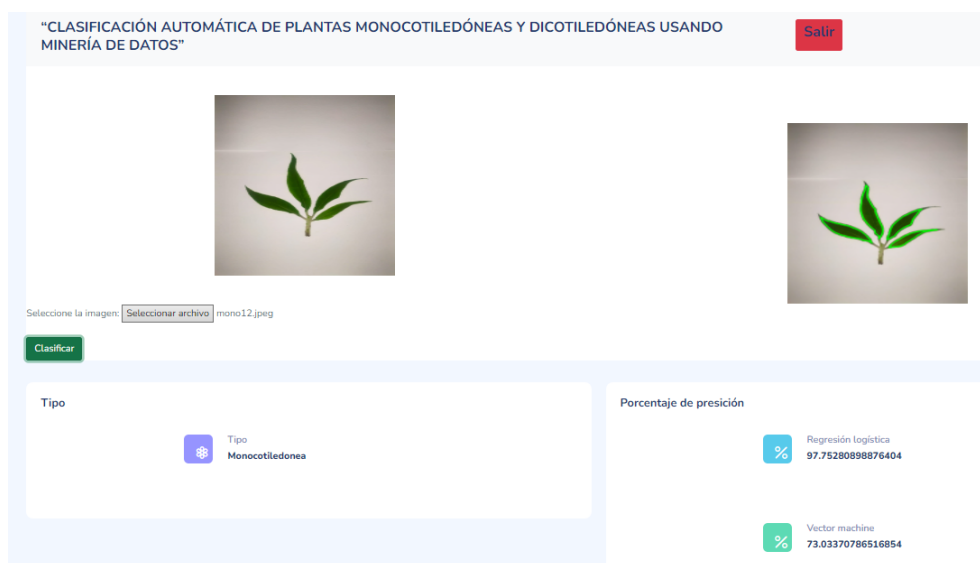 “CLASIFICACIÓN AUTOMÁTICA DE PLANTAS MONOCOTILEDÓNEAS Y DICOTILEDÓNEAS USANDO
MINERÍA DE DATOS”
Salir
Seleccione la imagen: Seleccionar archivo mono12.jpeg
Clasificar
Tipo
Tipo
Monocotiledonea
Porcentaje de presición
Regresión logística
97.75280898876404
Vector machine
73.03370786516854